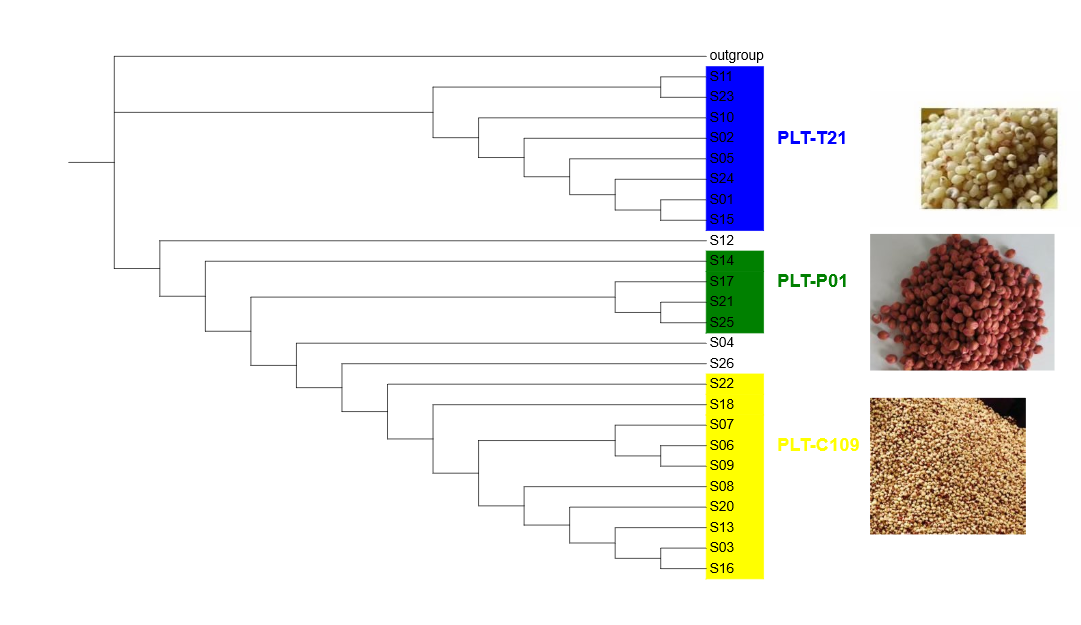 outgroup
S11
S23
S10
S02
PLT-T21
S05
S24
S01
S15
S12
S14
S17
PLT-P01
S21
S25
S04
S26
S22
S18
S07
S06
PLT-C109
S09
S08
S20
S13
S03
S16